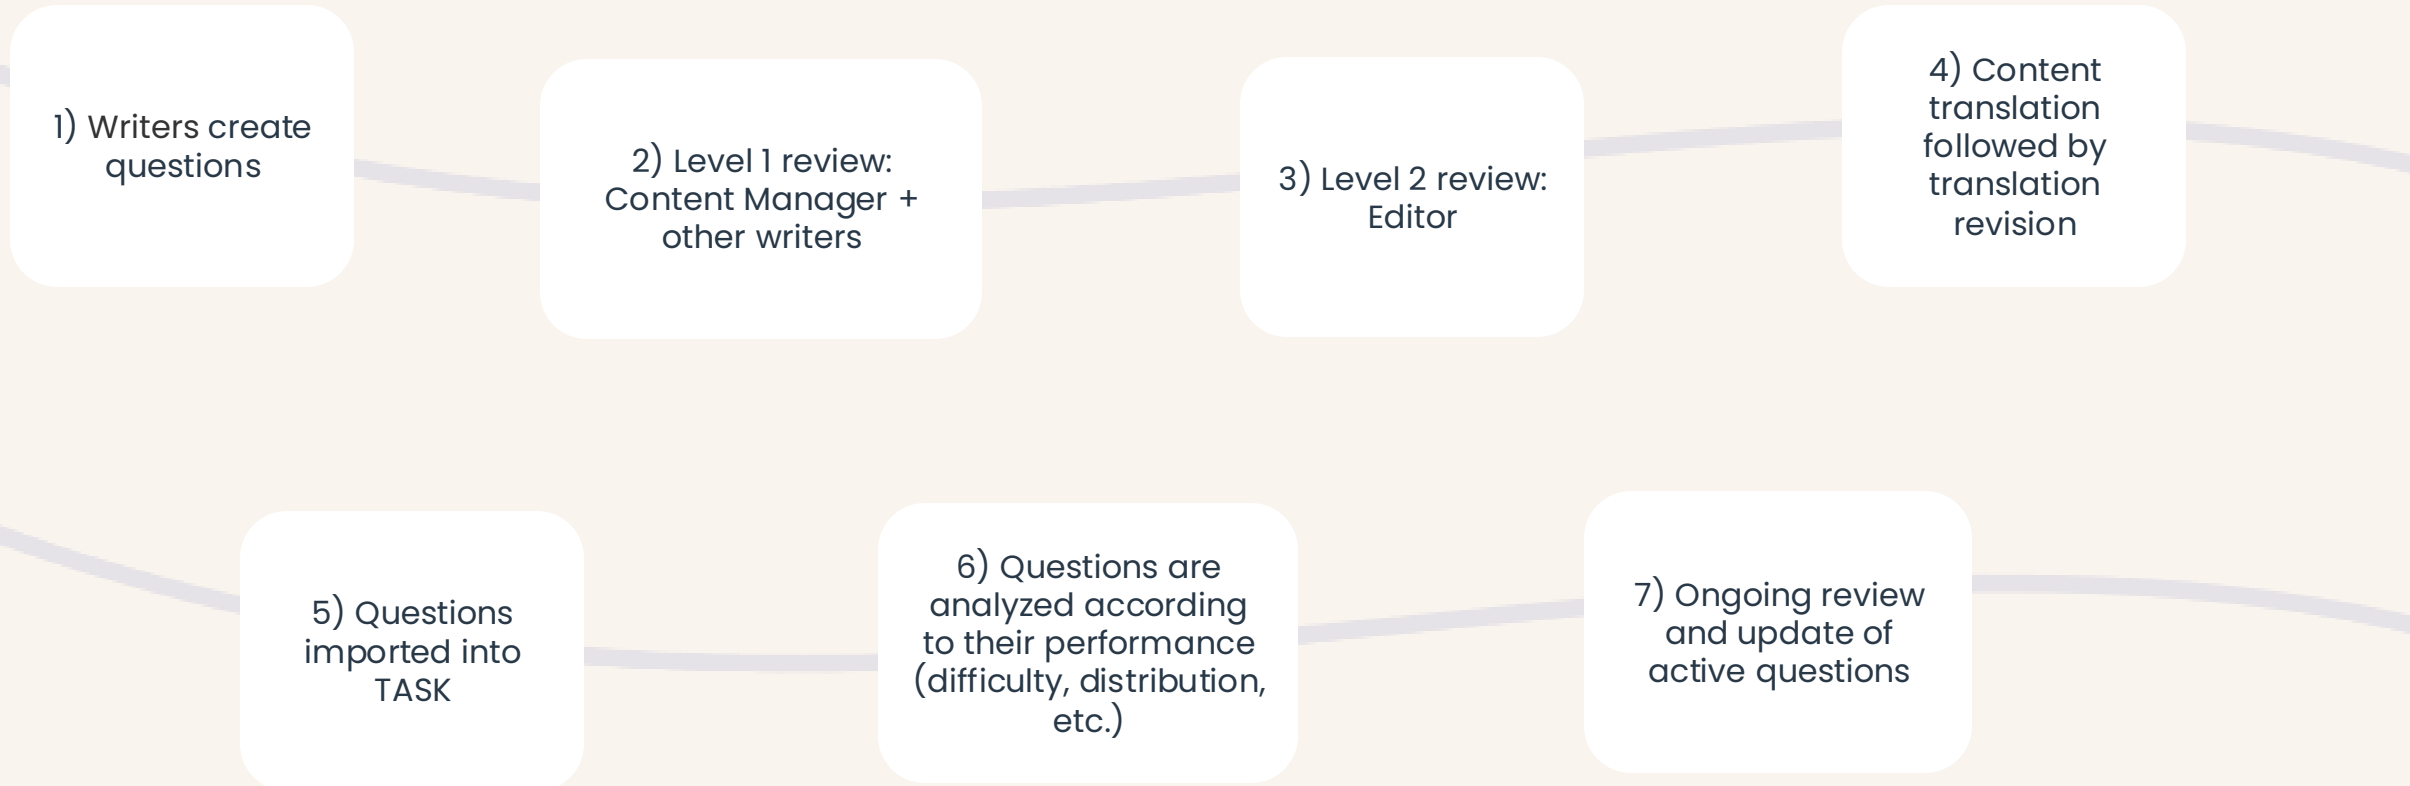 1) Writers create
questions
2) Level 1 review:
Content Manager +
other writers
3) Level 2 review:
Editor
4) Content
translation
followed by
translation
revision
5) Questions
imported into
TASK
6) Questions are
analyzed according
to their performance
(difficulty, distribution,
etc.)
7) Ongoing review
and update of
active questions